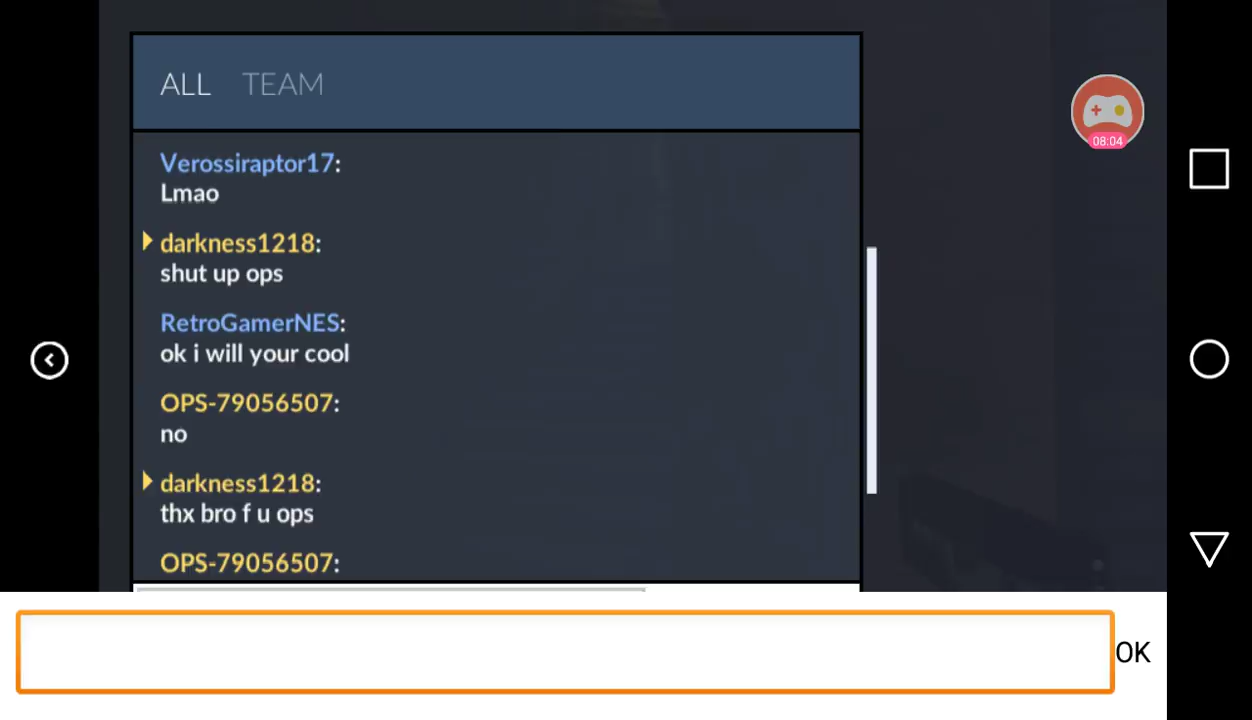 ALL TEAM
08:04
Verossiraptor17:
Lmao
darkness1218:
shut up ops
RetroGamerNES:
ok i will your cool
OPS-79056507:
no
darkness1218:
thx bro f u ops
OPS-79056507:
OK